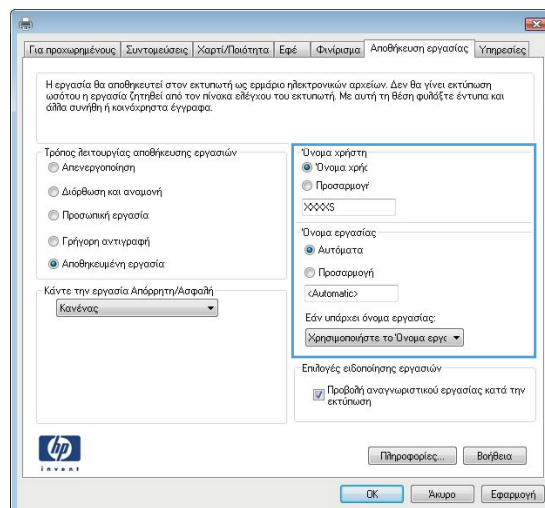 Για προχωρημένους Συντομεύσεις Χαρτί/Ποιότητα Εφέ Φινίρισμα Αποθήκευση εργασίας Υπηρεσίες
Η εργασία θα αποθηκευτεί στον εκτυπωτή ως ερμάριο ηλεκτρονικών αρχείων. Δεν θα γίνει εκτύπωση
ωσότου η εργασία ζητηθεί από τον πίνακα ελέγχου του εκτυπωτή. Με αυτή τη θέση φυλάξτε έντυπα και
άλλα συνήθη ή κοινόχρηστα έγγραφα.
Τρόπος λειτουργίας αποθήκευσης εργασιών
Απενεργοποίηση
Διόρθωση και αναμονή
Προσωπική εργασία
Γρήγορη αντιγραφή
Αποθηκευμένη εργασία
Κάντε την εργασία Απόρρητη/Ασφαλή
Κανένας
Όνομα χρήστη
Όνομα χρής
Προσαρμογή
XXXXS
Όνομα εργασίας
Αυτόματα
Προσαρμογή
<Automatic>
Εάν υπάρχει όνομα εργασίας:
Χρησιμοποιήστε το Όνομα εργς
Επιλογές ειδοποίησης εργασιών
Προβολή αναγνωριστικού εργασίας κατά την
εκτύπωση
hp
invent
Πληροφορίες... Βοήθεια
OK Άκυρο Εφαρμογή